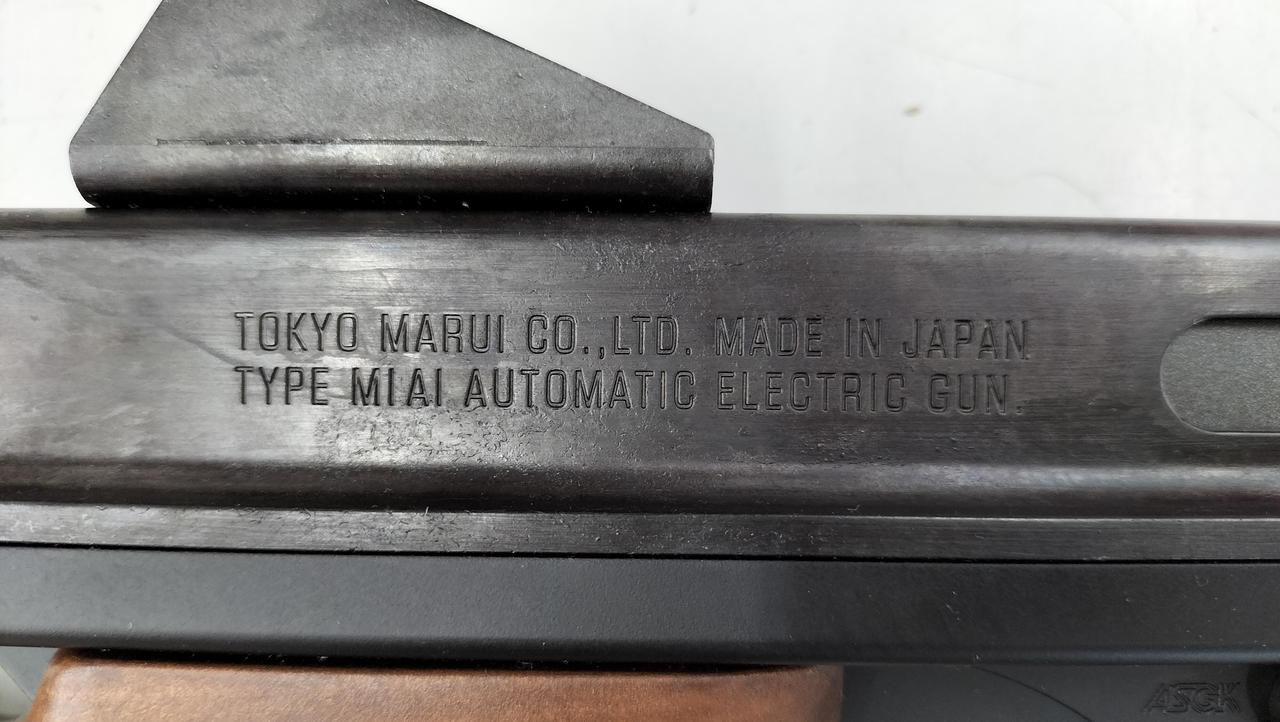 TOKYO MARUI CO.,LTD. MADE IN JAPAN
TYPE M1A1 AUTOMATIC ELECTRIC GUN.
ASGK